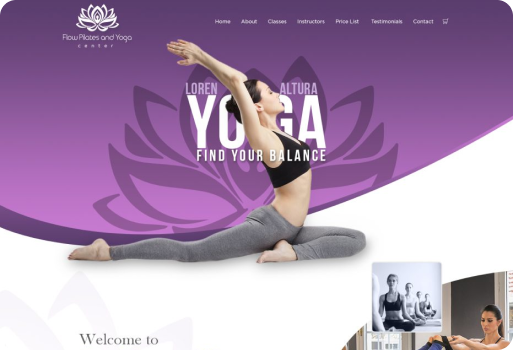 Flow Pilates and Yoga
center
Home About Classes Instructors Price List Testimonials Contact
LOREN ALTURA
YOGA
FIND YOUR BALANCE
Welcome to